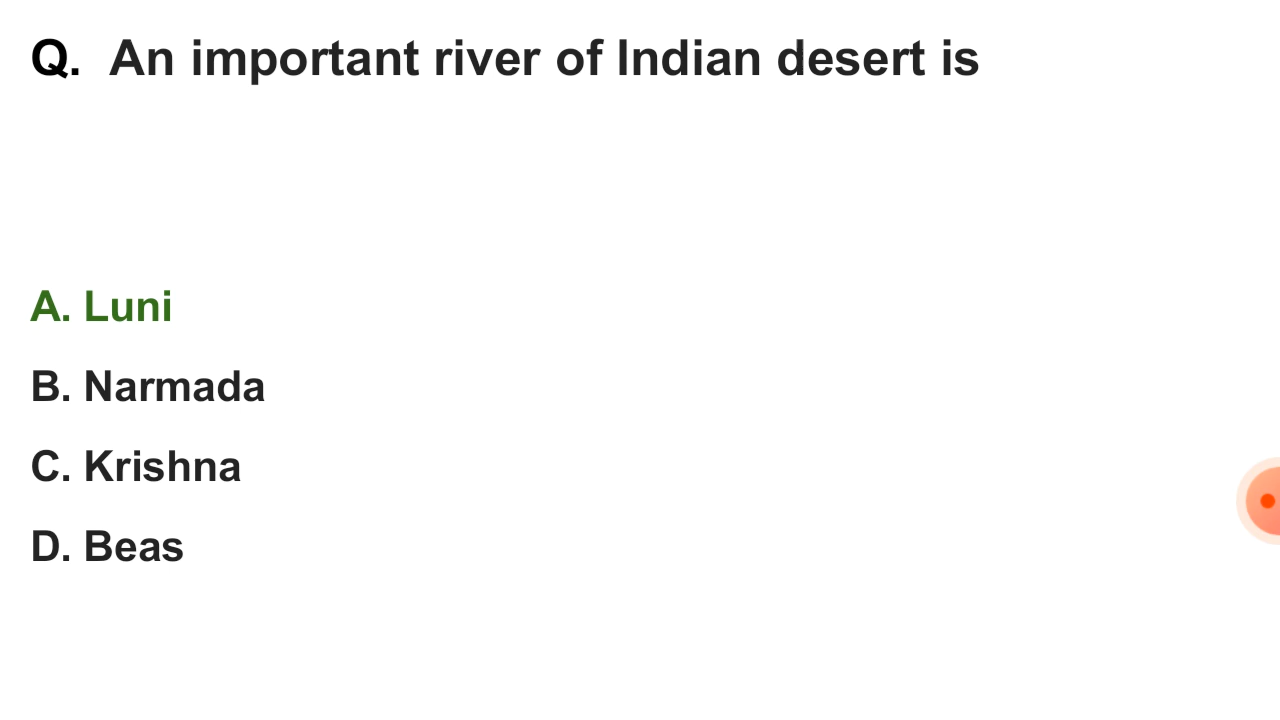 Q. An important river of Indian desert is
A. Luni
B. Narmada
C. Krishna
D. Beas